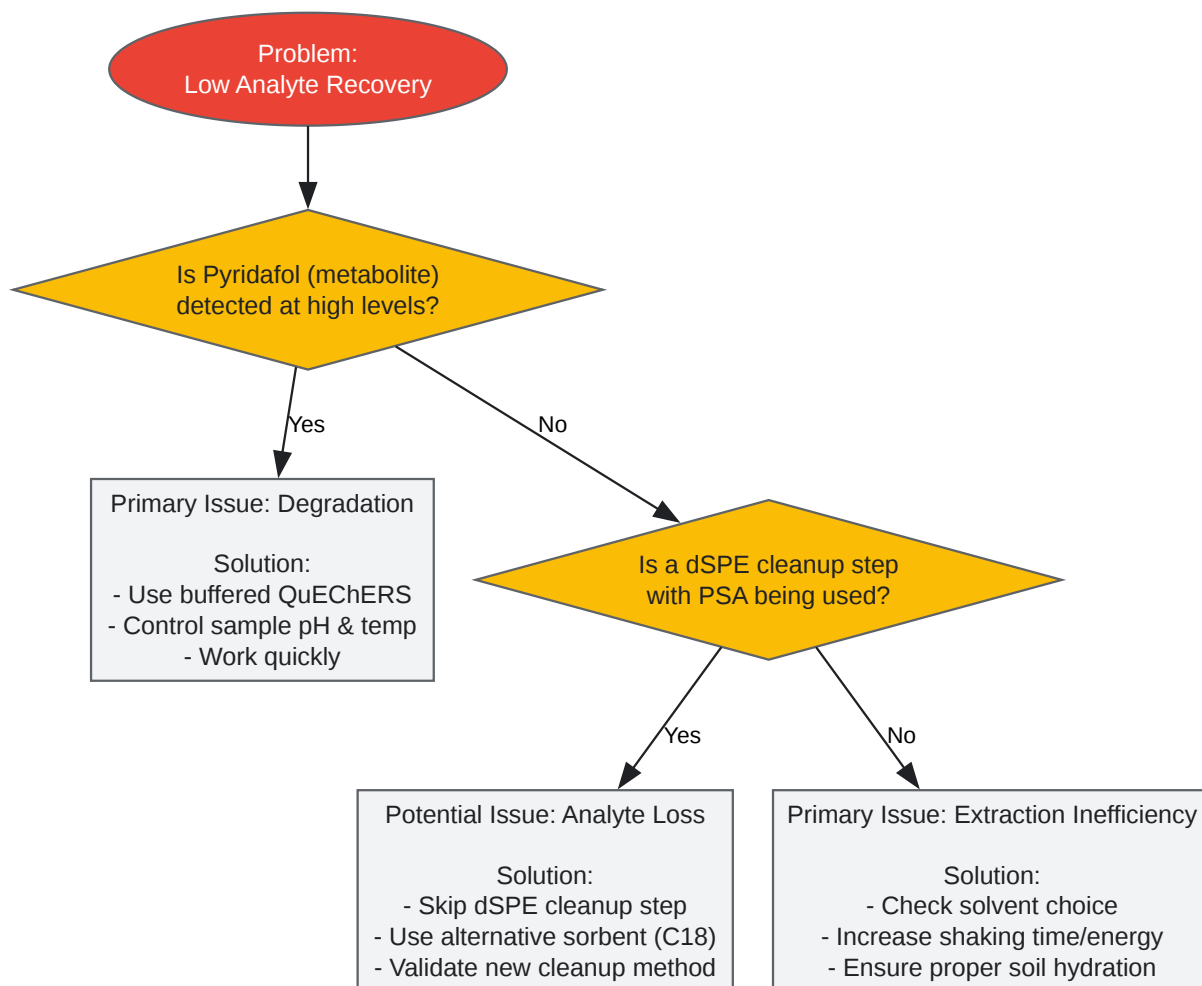 Problem:
Low Analyte Recovery
Is Pyridafol (metabolite)
detected at high levels?
Yes
No
Primary Issue: Degradation
Solution:
- Use buffered QuEChERS
- Control sample pH & temp
- Work quickly
Is a dSPE cleanup step
with PSA being used?
Yes
No
Potential Issue: Analyte Loss
Solution:
- Skip dSPE cleanup step
- Use alternative sorbent (C18)
- Validate new cleanup method
Primary Issue: Extraction Inefficiency
Solution:
- Check solvent choice
- Increase shaking time/energy
- Ensure proper soil hydration